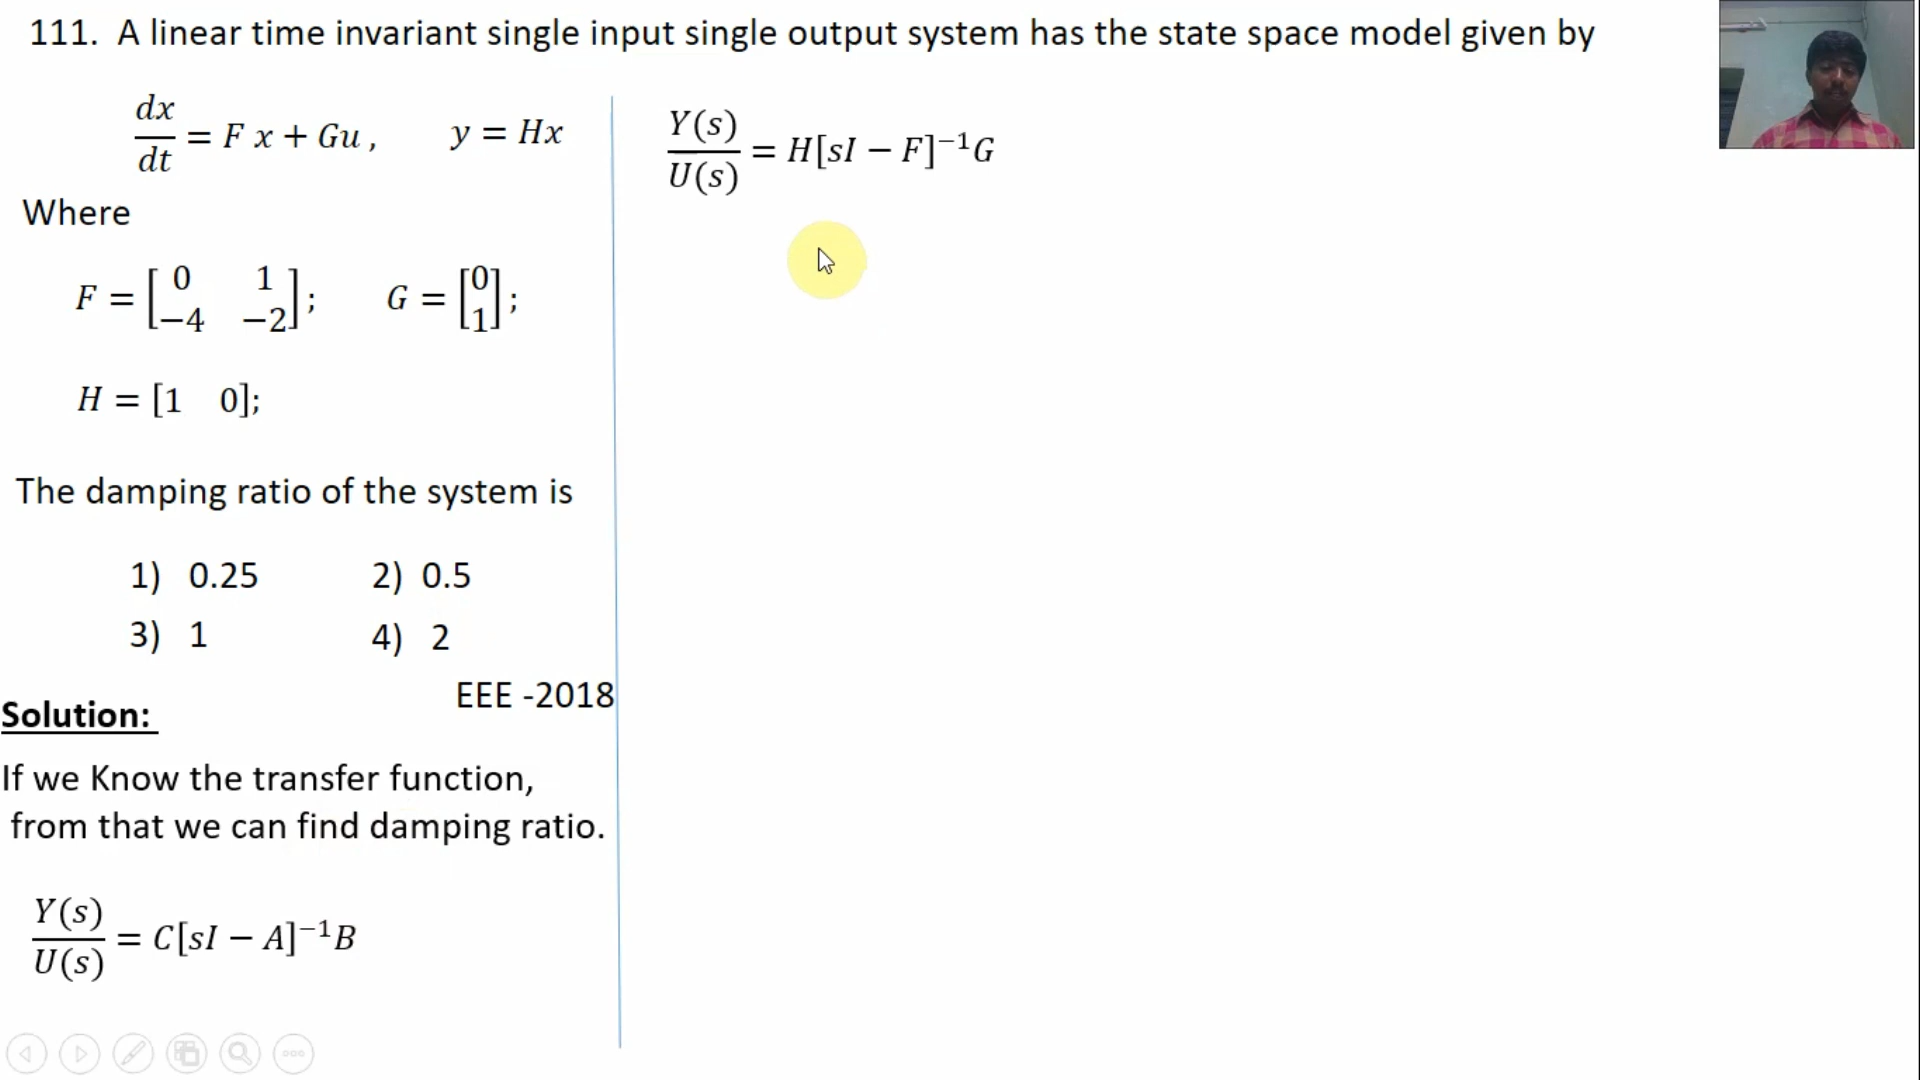 111. A linear time invariant single input single output system has the state space model given by
dx/dt = F x + Gu , y = Hx
Where
F = [0 1; −4 −2]; G = [0; 1];
H = [1 0];
The damping ratio of the system is
1) 0.25 2) 0.5
3) 1 4) 2
EEE -2018
Solution:
If we Know the transfer function,
from that we can find damping ratio.
Y(s)/U(s) = C[sI − A]⁻¹B
Y(s)/U(s) = H[sI − F]⁻¹G